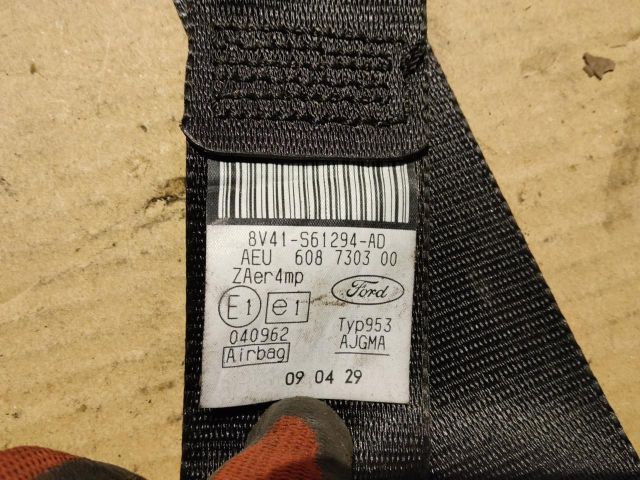 8V41-S61294-AD
AEU 608 7303 00
ZAer4mp
E1 e1 Ford
040962 Typ953
Airbag AJGMA
09 04 29